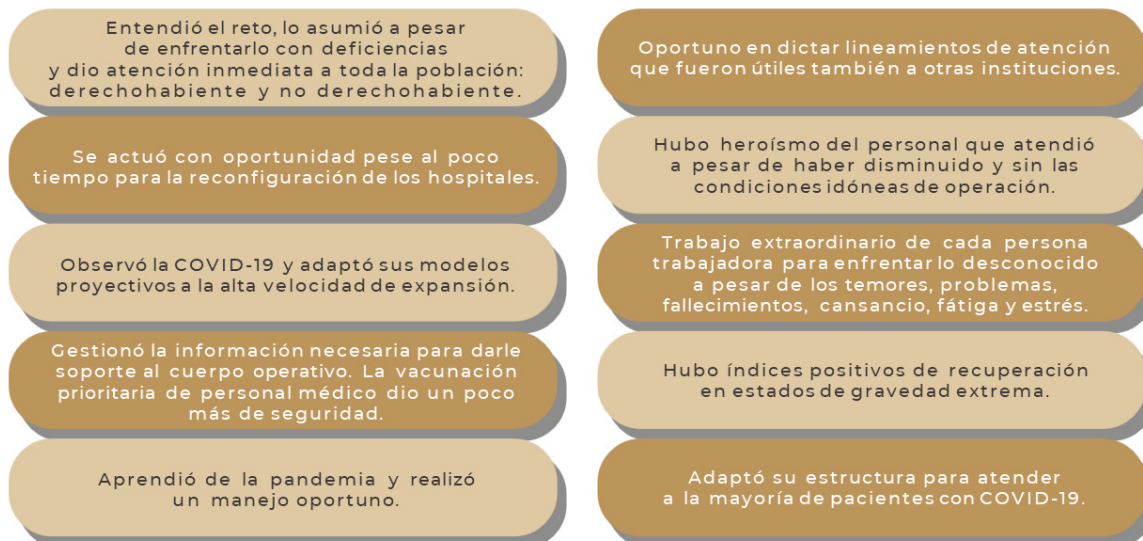 Entendió el reto, lo asumió a pesar
de enfrentarlo con deficiencias
y dio atención inmediata a toda la población:
derechohabiente y no derechohabiente.
Se actuó con oportunidad pese al poco
tiempo para la reconfiguración de los hospitales.
Observó la COVID-19 y adaptó sus modelos
proyectivos a la alta velocidad de expansión.
Gestionó la información necesaria para darle
soporte al cuerpo operativo. La vacunación
prioritaria de personal médico dio un poco
más de seguridad.
Aprendió de la pandemia y realizó
un manejo oportuno.
Oportuno en dictar lineamientos de atención
que fueron útiles también a otras instituciones.
Hubo heroísmo del personal que atendió
a pesar de haber disminuido y sin las
condiciones idóneas de operación.
Trabajo extraordinario de cada persona
trabajadora para enfrentar lo desconocido
a pesar de los temores, problemas,
fallecimientos, cansancio, fátiga y estrés.
Hubo índices positivos de recuperación
en estados de gravedad extrema.
Adaptó su estructura para atender
a la mayoría de pacientes con COVID-19.